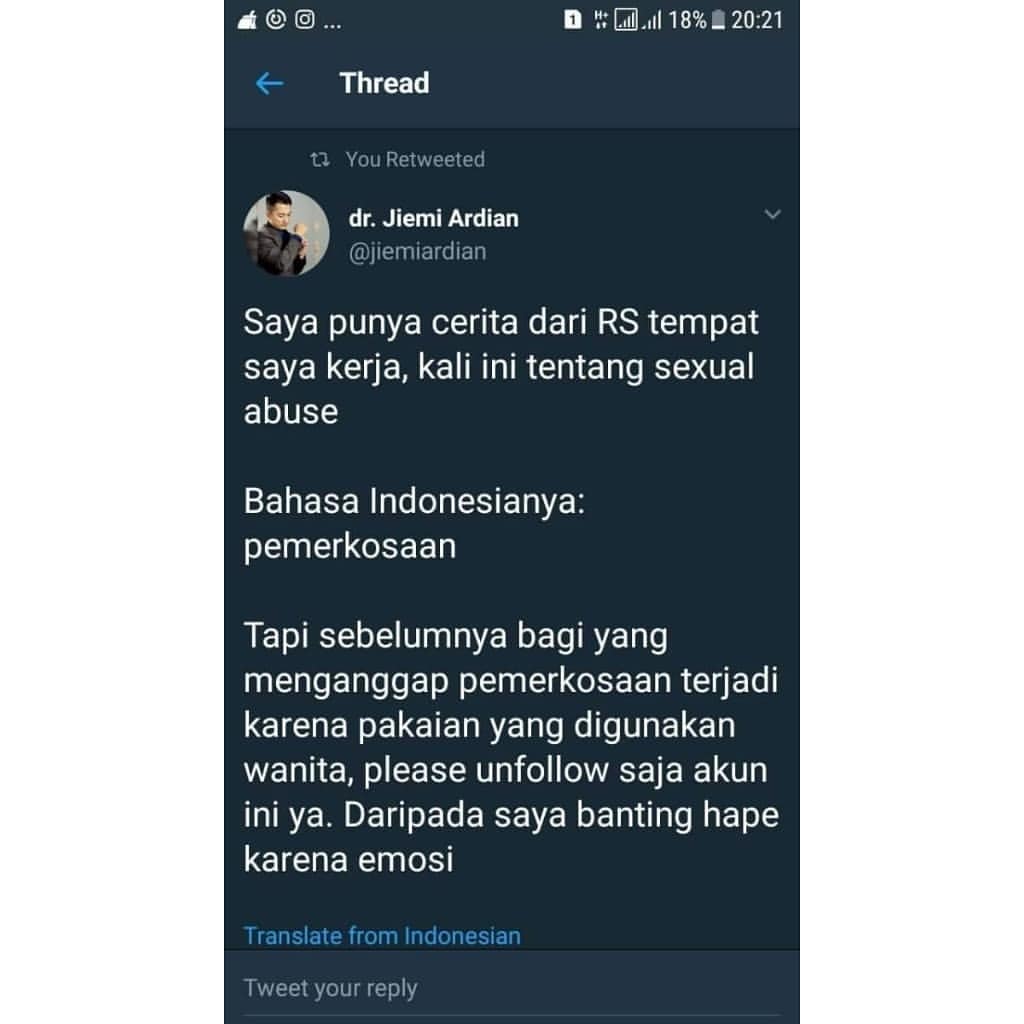 ... 1 H+ 18% 20:21
Thread
You Retweeted
dr. Jiemi Ardian
@jiemiardian
Saya punya cerita dari RS tempat
saya kerja, kali ini tentang sexual
abuse
Bahasa Indonesianya:
pemerkosaan
Tapi sebelumnya bagi yang
menganggap pemerkosaan terjadi
karena pakaian yang digunakan
wanita, please unfollow saja akun
ini ya. Daripada saya banting hape
karena emosi
Translate from Indonesian
Tweet your reply